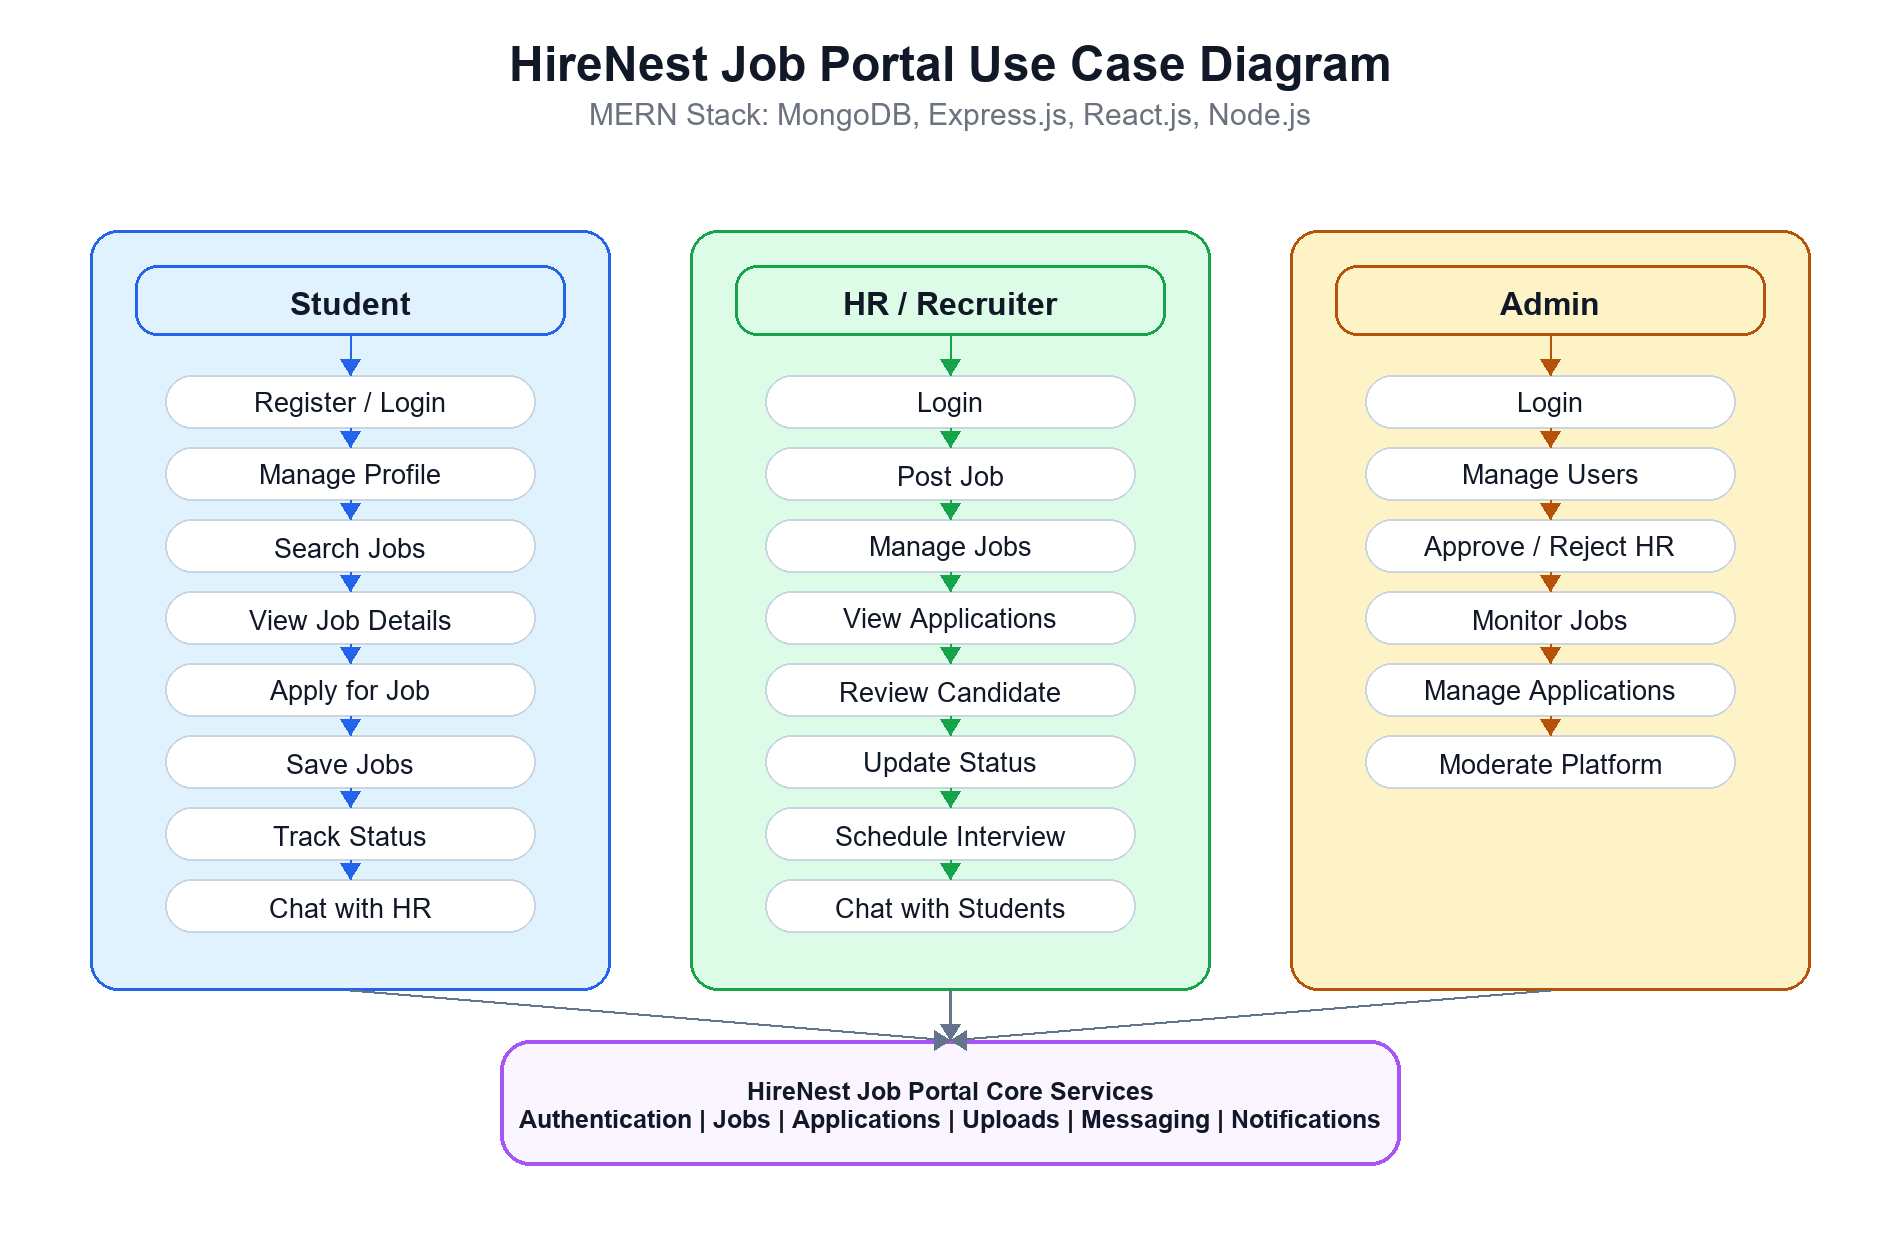 HireNest Job Portal Use Case Diagram
MERN Stack: MongoDB, Express.js, React.js, Node.js
Student
Register / Login
Manage Profile
Search Jobs
View Job Details
Apply for Job
Save Jobs
Track Status
Chat with HR
HR / Recruiter
Login
Post Job
Manage Jobs
View Applications
Review Candidate
Update Status
Schedule Interview
Chat with Students
Admin
Login
Manage Users
Approve / Reject HR
Monitor Jobs
Manage Applications
Moderate Platform
HireNest Job Portal Core Services
Authentication | Jobs | Applications | Uploads | Messaging | Notifications